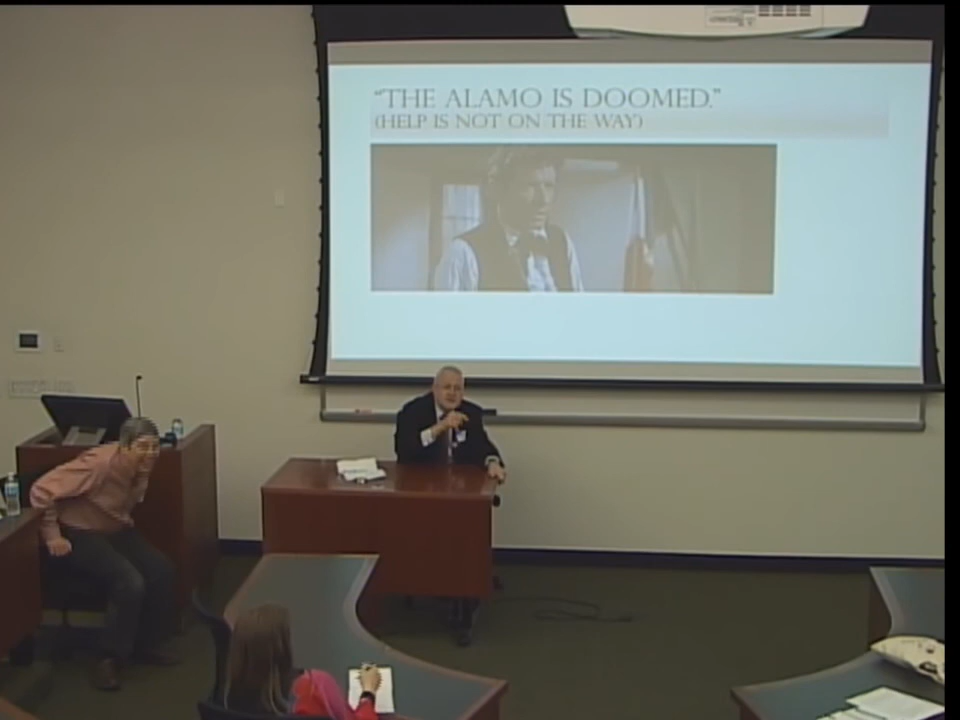 "THE ALAMO IS DOOMED."
(HELP IS NOT ON THE WAY)